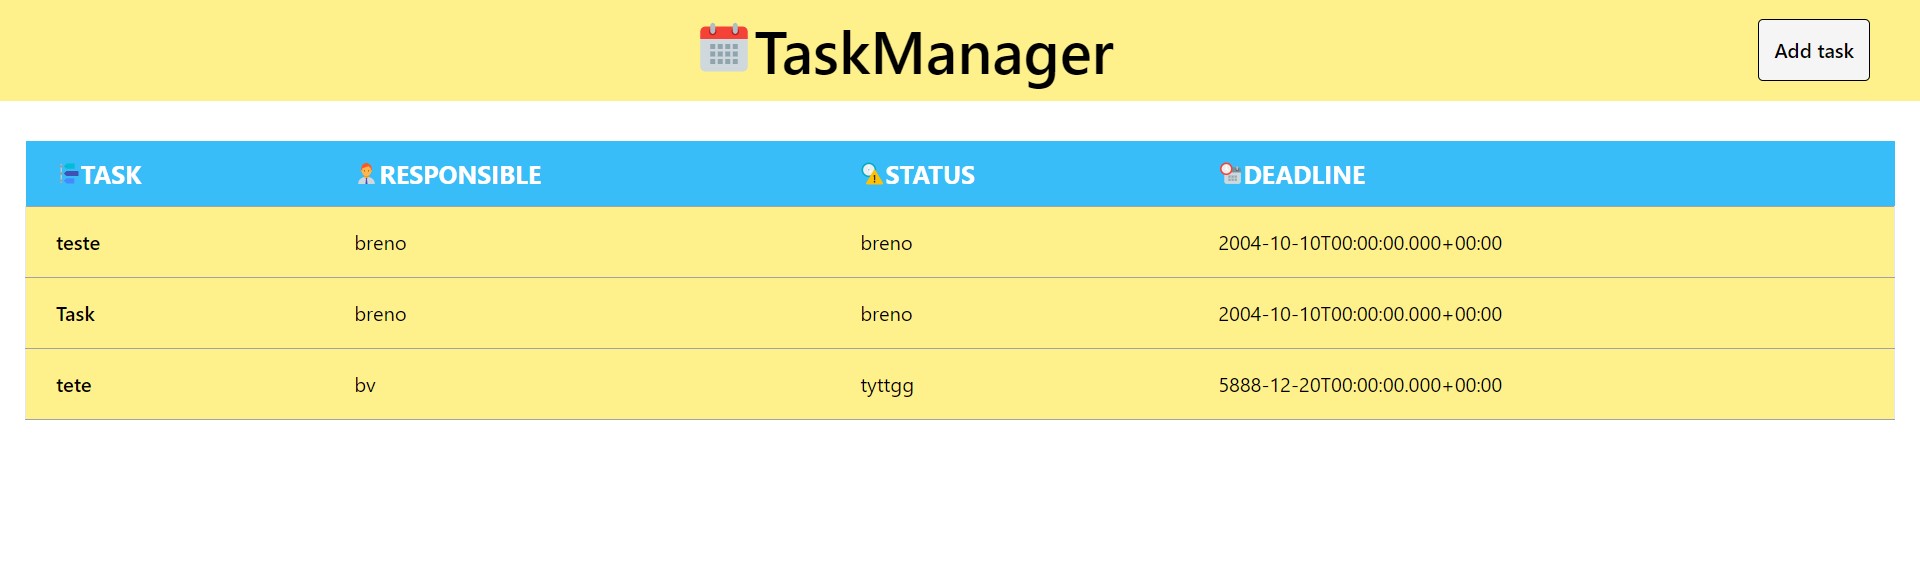 TaskManager
Add task
TASK RESPONSIBLE STATUS DEADLINE
teste breno breno 2004-10-10T00:00:00.000+00:00
Task breno breno 2004-10-10T00:00:00.000+00:00
tete bv tyttgg 5888-12-20T00:00:00.000+00:00